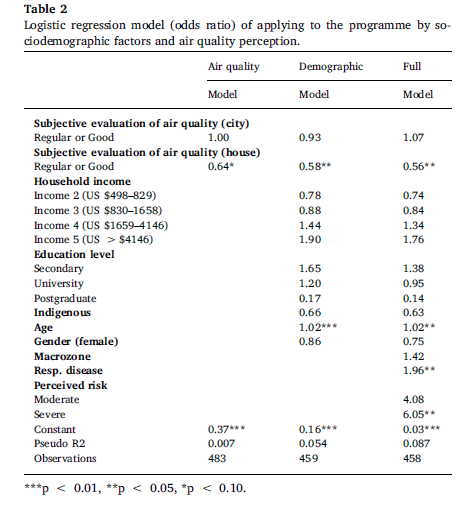 Table 2
Logistic regression model (odds ratio) of applying to the programme by so-
ciodemographic factors and air quality perception.
Air quality Demographic Full
Model Model Model
Subjective evaluation of air quality (city)
Regular or Good 1.00 0.93 1.07
Subjective evaluation of air quality (house)
Regular or Good 0.64* 0.58** 0.56**
Household income
Income 2 (US $498–829) 0.78 0.74
Income 3 (US $830–1658) 0.88 0.84
Income 4 (US $1659–4146) 1.44 1.34
Income 5 (US > $4146) 1.90 1.76
Education level
Secondary 1.65 1.38
University 1.20 0.95
Postgraduate 0.17 0.14
Indigenous 0.66 0.63
Age 1.02*** 1.02**
Gender (female) 0.86 0.75
Macrozone 1.42
Resp. disease 1.96**
Perceived risk
Moderate 4.08
Severe 6.05**
Constant 0.37*** 0.16*** 0.03***
Pseudo R2 0.007 0.054 0.087
Observations 483 459 458
***p < 0.01, **p < 0.05, *p < 0.10.